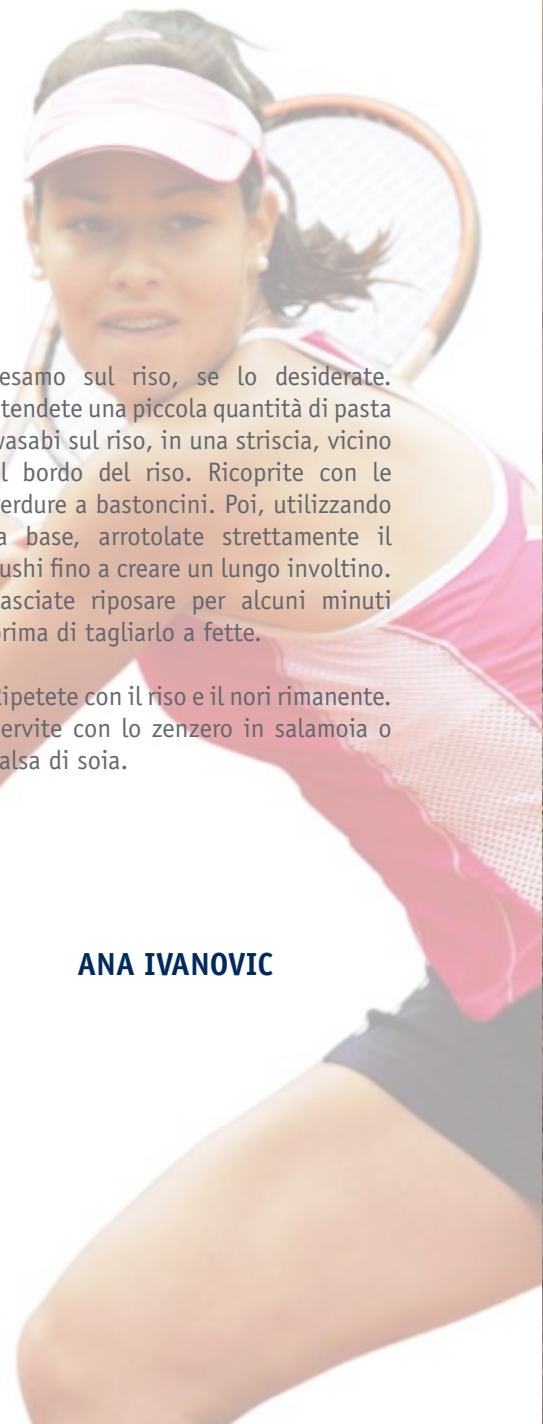 esamo sul riso, se lo desiderate.
tendete una piccola quantità di pasta
wasabi sul riso, in una striscia, vicino
l bordo del riso. Ricoprite con le
erdure a bastoncini. Poi, utilizzando
a base, arrotolate strettamente il
ushi fino a creare un lungo involtino.
asciate riposare per alcuni minuti
prima di tagliarlo a fette.
Ripetete con il riso e il nori rimanente.
ervite con lo zenzero in salamoia o
alsa di soia.
ANA IVANOVIC